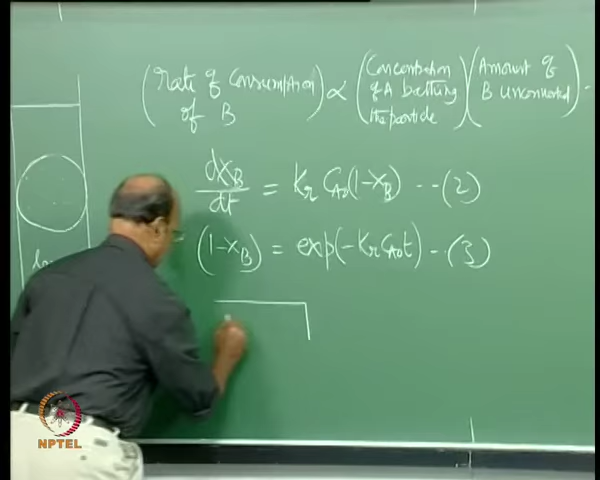 (Rate of Consumption of B) ∝ (Concentration of A bathing the particle)(Amount of B unconverted) -
dx_B/dt = k_r C_A0 (1-x_B) -- (2)
(1-x_B) = exp(-k_r C_A0 t) -- (3)
NPTEL